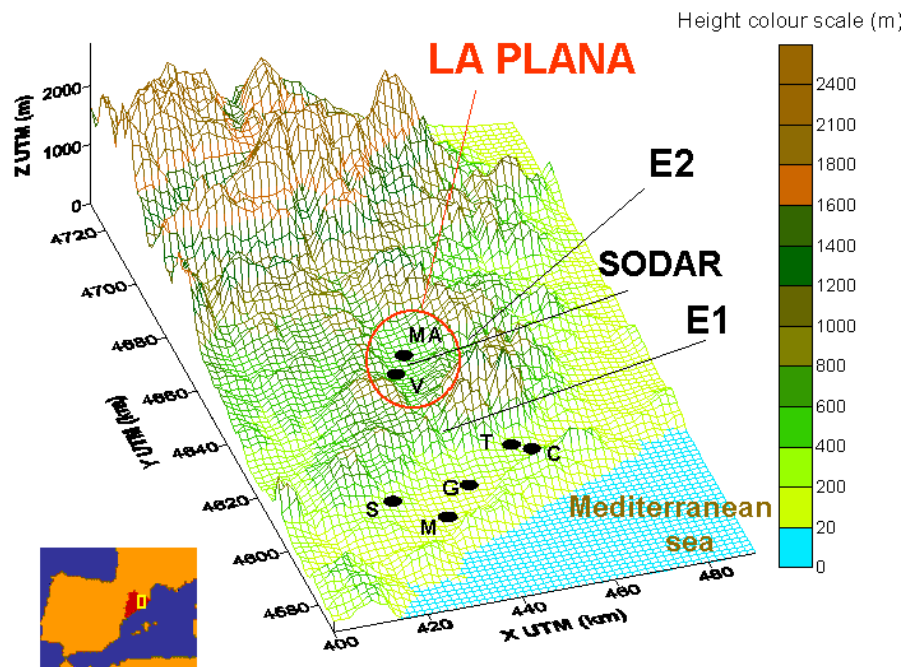 Height colour scale (m)
LA PLANA
E2
SODAR
E1
MA
V
T
C
G
S
M
Mediterranean
sea
Z UTM (m)
2000
1000
0
Y UTM (km)
4720
4700
4680
4660
4640
4620
4600
4580
X UTM (km)
400
420
440
460
480
2400
2100
1800
1600
1400
1200
1000
800
600
400
200
20
0